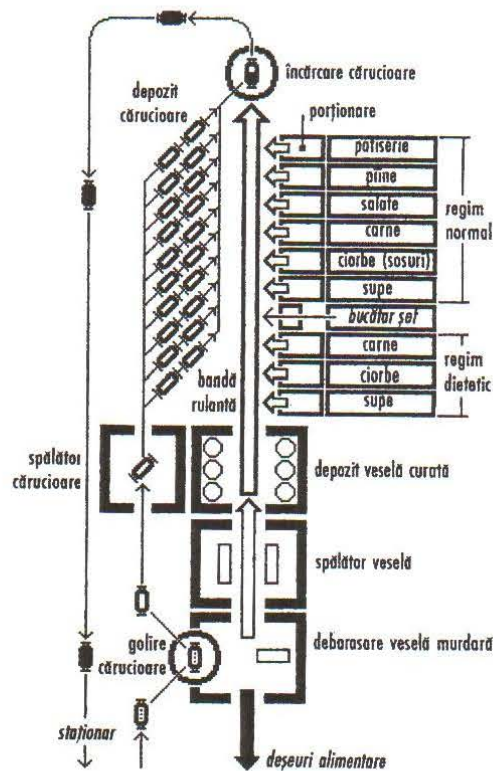 încărcare cărucioare
depozit
cărucioare
porționare
patiserie
pîine
salate
carne
ciorbe (sosuri)
supe
regim
normal
bucătar șef
carne
ciorbe
supe
regim
dietetic
bandă
rulantă
spălător
cărucioare
depozit veselă curată
spălător veselă
golire
cărucioare
debarasare veselă murdară
staționar
deșeuri alimentare